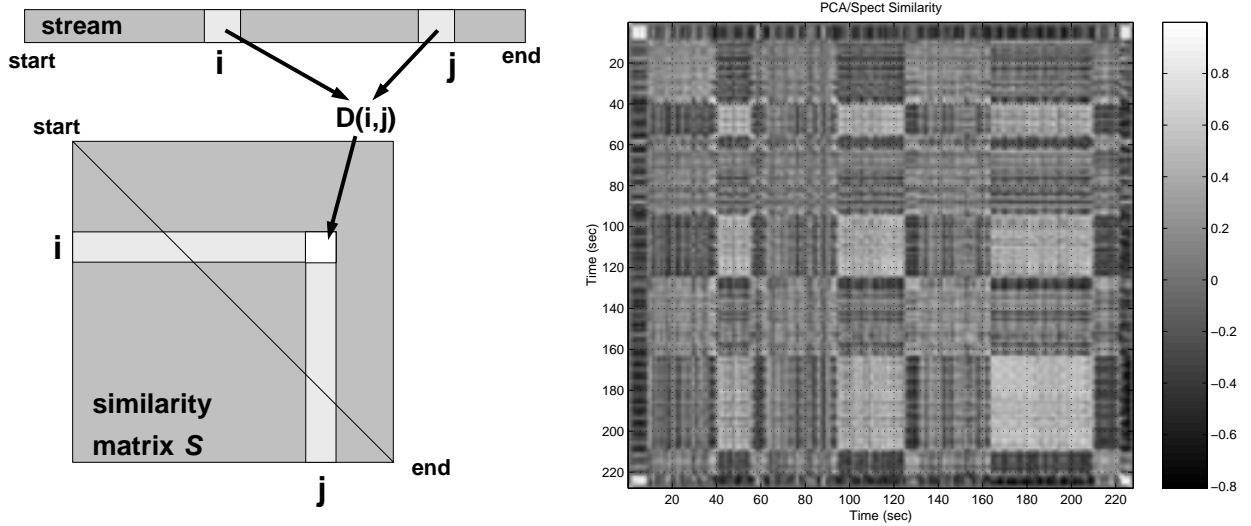 stream
start
i
j
end
D(i,j)
start
i
similarity
matrix S
j
end
PCA/Spect Similarity
20
40
60
80
100
120
140
160
180
200
220
Time (sec)
20 40 60 80 100 120 140 160 180 200 220
Time (sec)
0.8
0.6
0.4
0.2
0
−0.2
−0.4
−0.6
−0.8